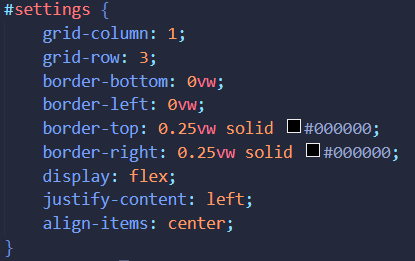 #settings {
    grid-column: 1;
    grid-row: 3;
    border-bottom: 0vw;
    border-left: 0vw;
    border-top: 0.25vw solid #000000;
    border-right: 0.25vw solid #000000;
    display: flex;
    justify-content: left;
    align-items: center;
}